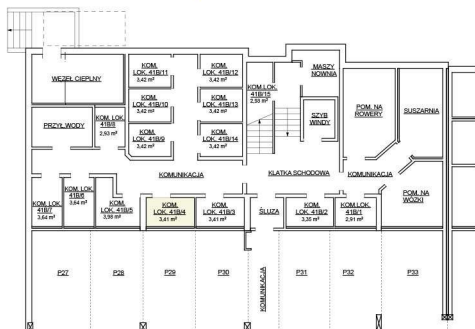 KOM.
LOK. 41B/11
3,42 m²
KOM.
LOK. 41B/12
3,42 m²
MASZY
NOWNIA
WĘZEŁ CIEPLNY
KOM.
LOK. 41B/10
3,42 m²
KOM.
LOK. 41B/13
3,42 m²
KOM.
LOK. 41B/15
2,50 m²
SZYB
WINDY
POM. NA
ROWERY
SUSZARNIA
PRZYŁ.WODY
KOM. LOK.
41B/8
2,93 m²
KOM.
LOK. 41B/9
3,42 m²
KOM.
LOK. 41B/14
3,42 m²
KOMUNIKACJA
KLATKA SCHODOWA
KOMUNIKACJA
KOM. LOK.
41B/7
3,64 m²
KOM. LOK.
41B/6
3,64 m²
KOM.
LOK. 41B/5
3,98 m²
KOM.
LOK. 41B/4
3,41 m²
KOM.
LOK. 41B/3
3,41 m²
ŚLUZA
KOM.
LOK. 41B/2
3,35 m²
KOM.
LOK. 41B/1
2,91 m²
POM. NA
WÓZKI
P27
P28
P29
P30
KOMUNIKACJA
P31
P32
P33